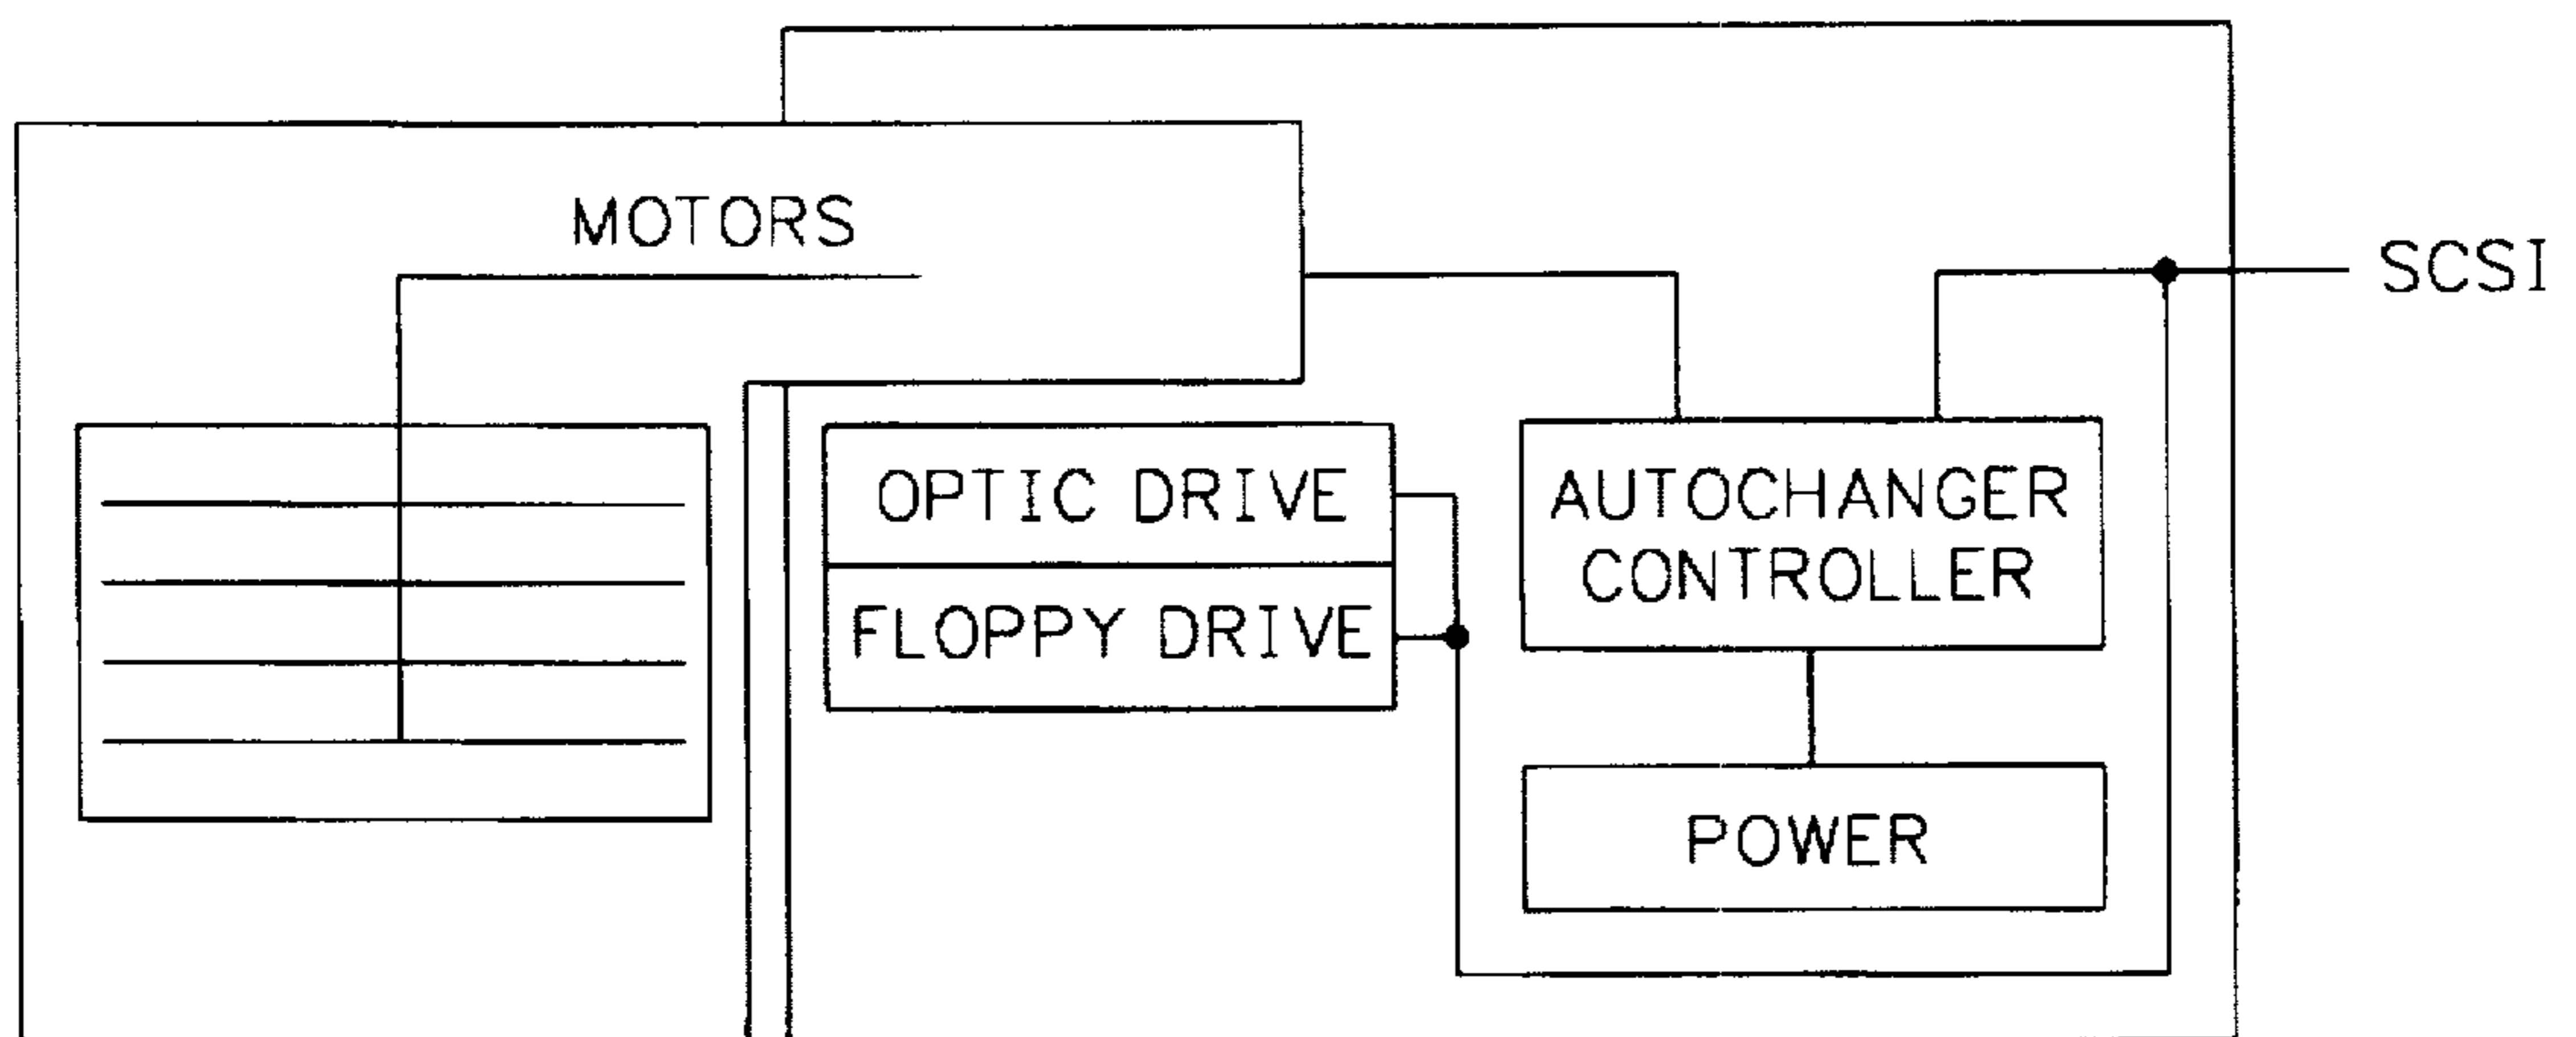 MOTORS
SCSI
OPTIC DRIVE
FLOPPY DRIVE
AUTOCHANGER
CONTROLLER
POWER